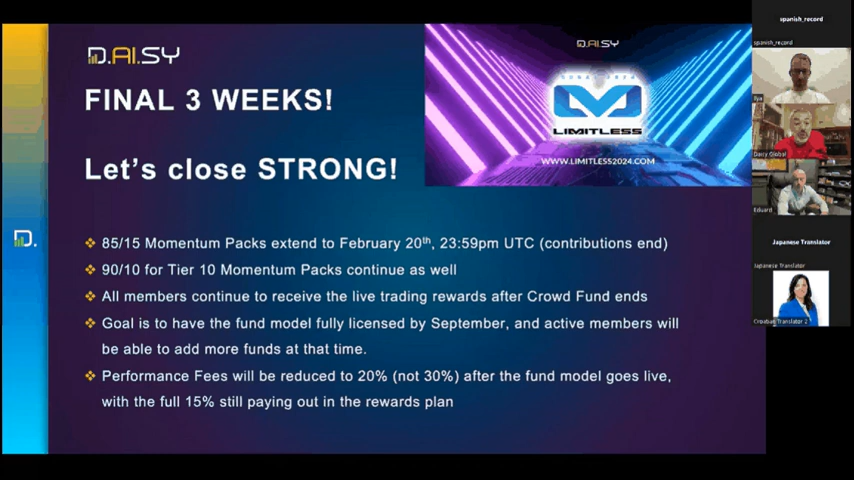 D.AI.SY
FINAL 3 WEEKS!
Let's close STRONG!
D.AI.SY
LIMITLESS
WWW.LIMITLESS2024.COM
D.
❖ 85/15 Momentum Packs extend to February 20th, 23:59pm UTC (contributions end)
❖ 90/10 for Tier 10 Momentum Packs continue as well
❖ All members continue to receive the live trading rewards after Crowd Fund ends
❖ Goal is to have the fund model fully licensed by September, and active members will
be able to add more funds at that time.
❖ Performance Fees will be reduced to 20% (not 30%) after the fund model goes live,
with the full 15% still paying out in the rewards plan
spanish_record
spanish_record
Ilya
Daisy Global
Eduard
Japanese Translator
Japanese Translator
Croatian Translator 2